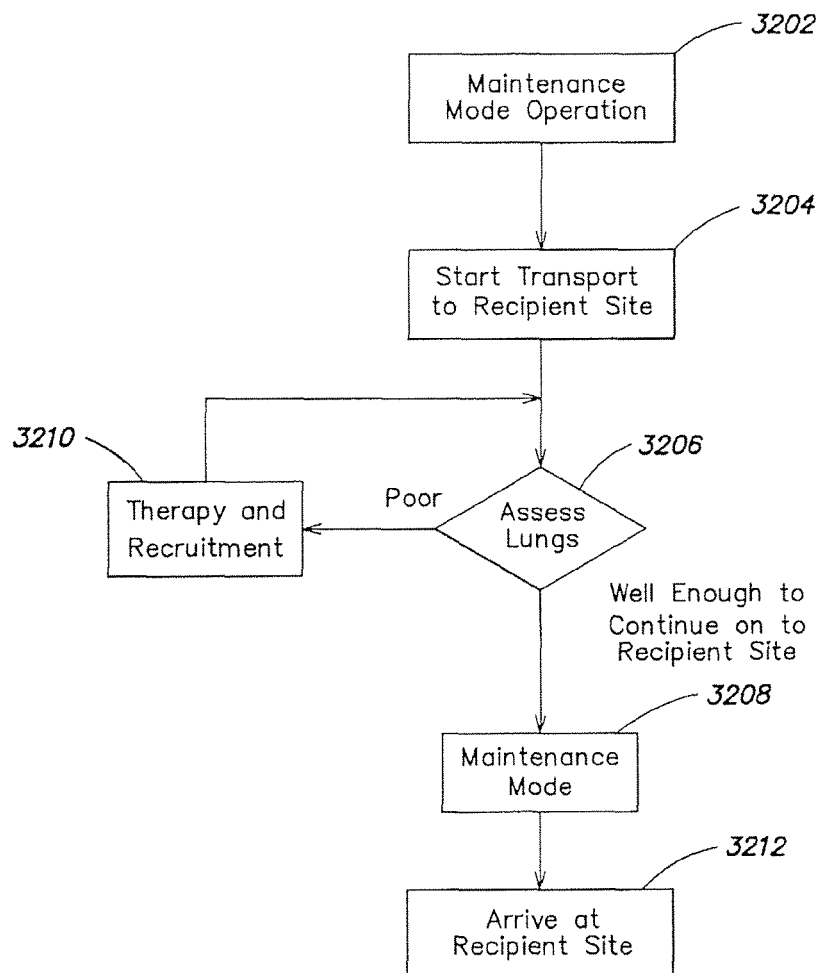 3202
Maintenance
Mode Operation
3204
Start Transport
to Recipient Site
3210
3206
Poor
Therapy and
Recruitment
Assess
Lungs
Well Enough to
Continue on to
Recipient Site
3208
Maintenance
Mode
3212
Arrive at
Recipient Site